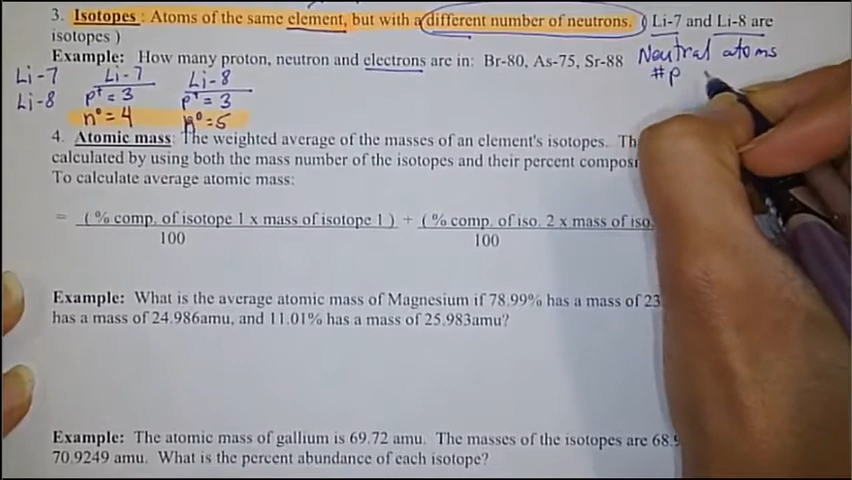 3. Isotopes : Atoms of the same element, but with a different number of neutrons. ( Li-7 and Li-8 are
isotopes )
Example: How many proton, neutron and electrons are in: Br-80, As-75, Sr-88
Neutral atoms
#p
Li-7
Li-8
Li-7
p⁺ = 3
n⁰ = 4
Li-8
p⁺ = 3
n⁰ = 5
4. Atomic mass: The weighted average of the masses of an element's isotopes.
calculated by using both the mass number of the isotopes and their percent
To calculate average atomic mass:
= ( % comp. of isotope 1 x mass of isotope 1 ) + ( % comp. of iso. 2 x mass of iso.
100 100
Example: What is the average atomic mass of Magnesium if 78.99% has a mass of 23
has a mass of 24.986amu, and 11.01% has a mass of 25.983amu?
Example: The atomic mass of gallium is 69.72 amu. The masses of the isotopes are
70.9249 amu. What is the percent abundance of each isotope?